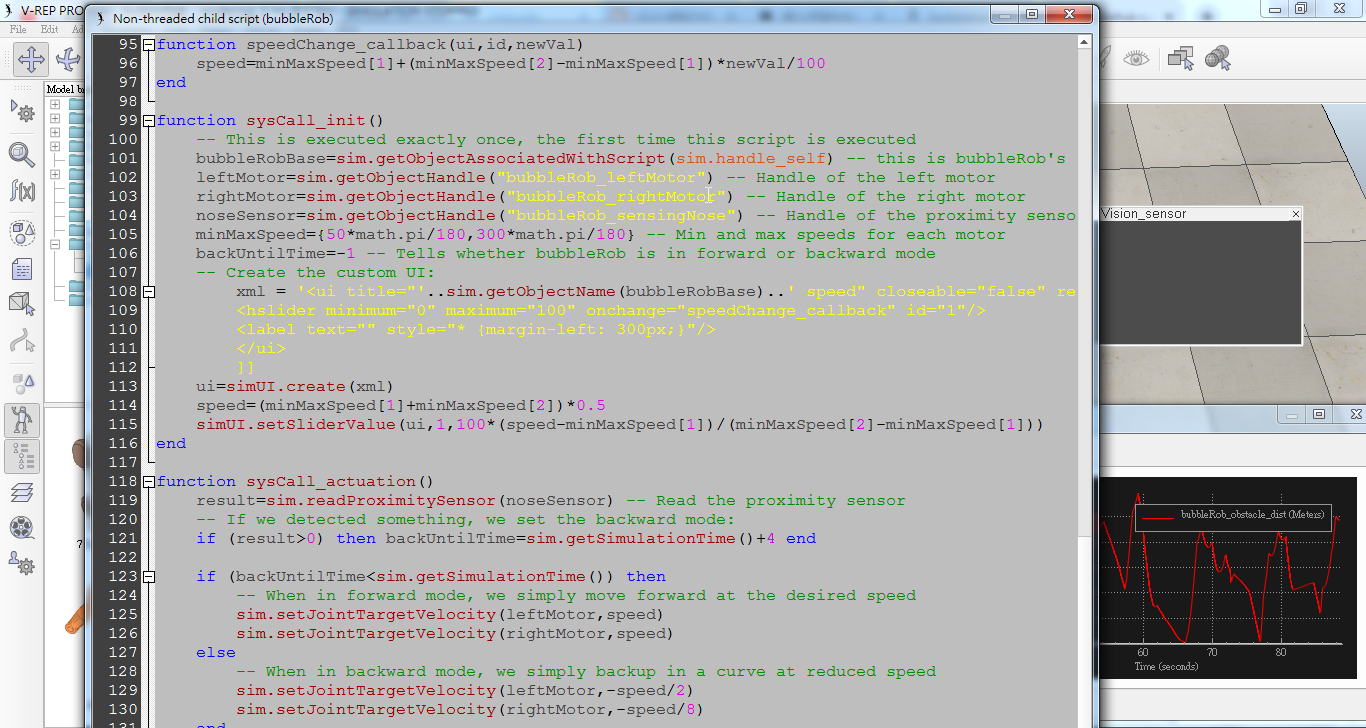 V-REP PRO
Non-threaded child script (bubbleRob)
File Edit
Model b
95 function speedChange_callback(ui,id,newVal)
96 speed=minMaxSpeed[1]+(minMaxSpeed[2]-minMaxSpeed[1])*newVal/100
97 end
98
99 function sysCall_init()
100 -- This is executed exactly once, the first time this script is executed
101 bubbleRobBase=sim.getObjectAssociatedWithScript(sim.handle_self) -- this is bubbleRob's
102 leftMotor=sim.getObjectHandle("bubbleRob_leftMotor") -- Handle of the left motor
103 rightMotor=sim.getObjectHandle("bubbleRob_rightMotor") -- Handle of the right motor
104 noseSensor=sim.getObjectHandle("bubbleRob_sensingNose") -- Handle of the proximity senso
105 minMaxSpeed={50*math.pi/180,300*math.pi/180} -- Min and max speeds for each motor
106 backUntilTime=-1 -- Tells whether bubbleRob is in forward or backward mode
107 -- Create the custom UI:
108 xml = '<ui title="'..sim.getObjectName(bubbleRobBase)..' speed" closeable="false" re
109 <hslider minimum="0" maximum="100" onchange="speedChange_callback" id="1"/>
110 <label text="" style="* {margin-left: 300px;}"/>
111 </ui>
112 ]]
113 ui=simUI.create(xml)
114 speed=(minMaxSpeed[1]+minMaxSpeed[2])*0.5
115 simUI.setSliderValue(ui,1,100*(speed-minMaxSpeed[1])/(minMaxSpeed[2]-minMaxSpeed[1]))
116 end
117
118 function sysCall_actuation()
119 result=sim.readProximitySensor(noseSensor) -- Read the proximity sensor
120 -- If we detected something, we set the backward mode:
121 if (result>0) then backUntilTime=sim.getSimulationTime()+4 end
122
123 if (backUntilTime<sim.getSimulationTime()) then
124 -- When in forward mode, we simply move forward at the desired speed
125 sim.setJointTargetVelocity(leftMotor,speed)
126 sim.setJointTargetVelocity(rightMotor,speed)
127 else
128 -- When in backward mode, we simply backup in a curve at reduced speed
129 sim.setJointTargetVelocity(leftMotor,-speed/2)
130 sim.setJointTargetVelocity(rightMotor,-speed/8)
131 end
f(x)
7
Vision_sensor
bubbleRob_obstacle_dist (Meters)
60 70 80
Time (seconds)